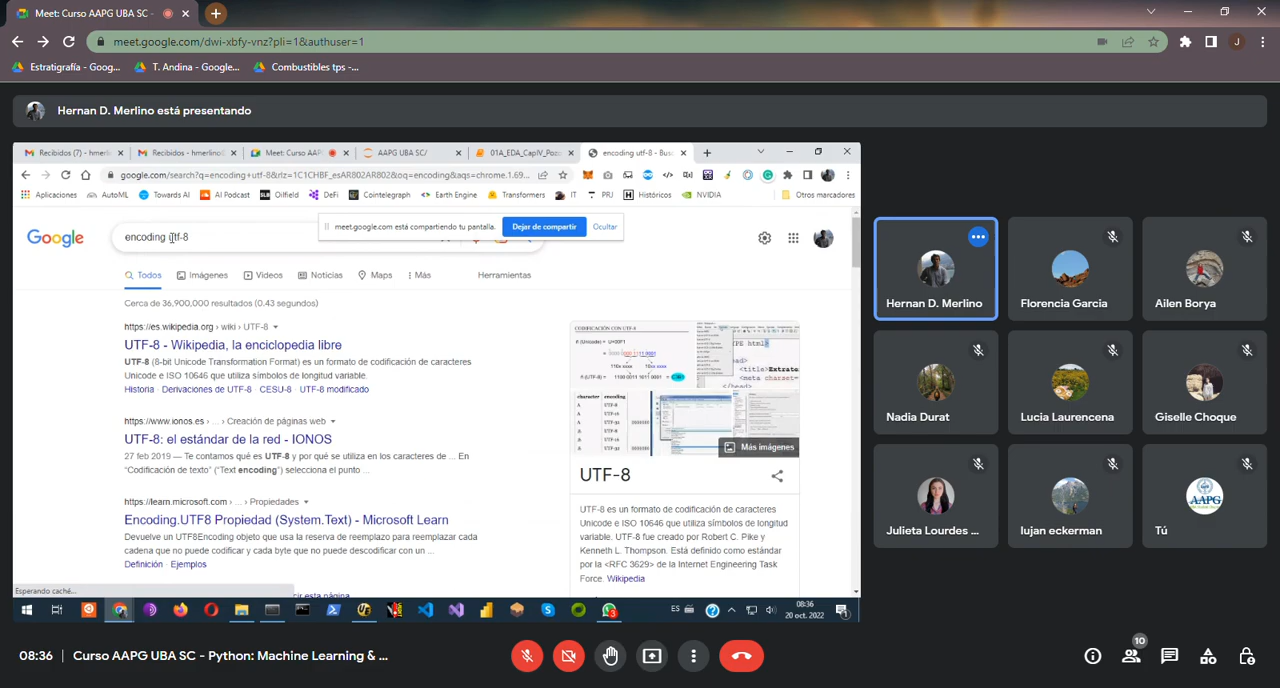 Meet: Curso AAPG UBA SC -
meet.google.com/dwi-xbfy-vnz?pli=1&authuser=1
J
Estratigrafía - Goog...
T. Andina - Google...
Combustibles tps -...
Hernan D. Merlino está presentando
Recibidos (7) - hmerlino
Recibidos - hmerlino
Meet: Curso AAPG
AAPG UBA SC/
01A_EDA_CapIV_Pozo
encoding utf-8 - Bus
google.com/search?q=encoding+utf-8&rlz=1C1CHBF_esAR802AR802&oq=encoding&aqs=chrome.1.69...
Aplicaciones
AutoML
Towards AI
AI Podcast
Oilfield
DeFi
Cointelegraph
Earth Engine
Transformers
IT
PRJ
Históricos
NVIDIA
Otros marcadores
Google
encoding utf-8
meet.google.com está compartiendo tu pantalla.
Dejar de compartir
Ocultar
Todos
Imágenes
Videos
Noticias
Maps
Más
Herramientas
Cerca de 36,900,000 resultados (0.43 segundos)
https://es.wikipedia.org › wiki › UTF-8
UTF-8 - Wikipedia, la enciclopedia libre
UTF-8 (8-bit Unicode Transformation Format) es un formato de codificación de caracteres
Unicode e ISO 10646 que utiliza símbolos de longitud variable.
Historia · Derivaciones de UTF-8 · CESU-8 · UTF-8 modificado
https://www.ionos.es › ... › Creación de páginas web
UTF-8: el estándar de la red - IONOS
27 feb 2019 — Te contamos qué es UTF-8 y por qué se utiliza en los caracteres de ... En
"Codificación de texto" ("Text encoding") selecciona el punto ...
https://learn.microsoft.com › ... › Propiedades
Encoding.UTF8 Propiedad (System.Text) - Microsoft Learn
Devuelve un UTF8Encoding objeto que usa la reserva de reemplazo para reemplazar cada
cadena que no puede codificar y cada byte que no puede descodificar con un ...
Definición · Ejemplos
Esperando caché...
CODIFICACIÓN CON UTF-8
character encoding
Más imágenes
UTF-8
UTF-8 es un formato de codificación de caracteres
Unicode e ISO 10646 que utiliza símbolos de longitud
variable. UTF-8 fue creado por Robert C. Pike y
Kenneth L. Thompson. Está definido como estándar
por la <RFC 3629> de la Internet Engineering Task
Force. Wikipedia
ES
08:36
20 oct. 2022
Hernan D. Merlino
Florencia Garcia
Ailen Borya
Nadia Durat
Lucia Laurencena
Giselle Choque
Julieta Lourdes ...
lujan eckerman
AAPG
Tú
08:36 | Curso AAPG UBA SC - Python: Machine Learning & ...
10